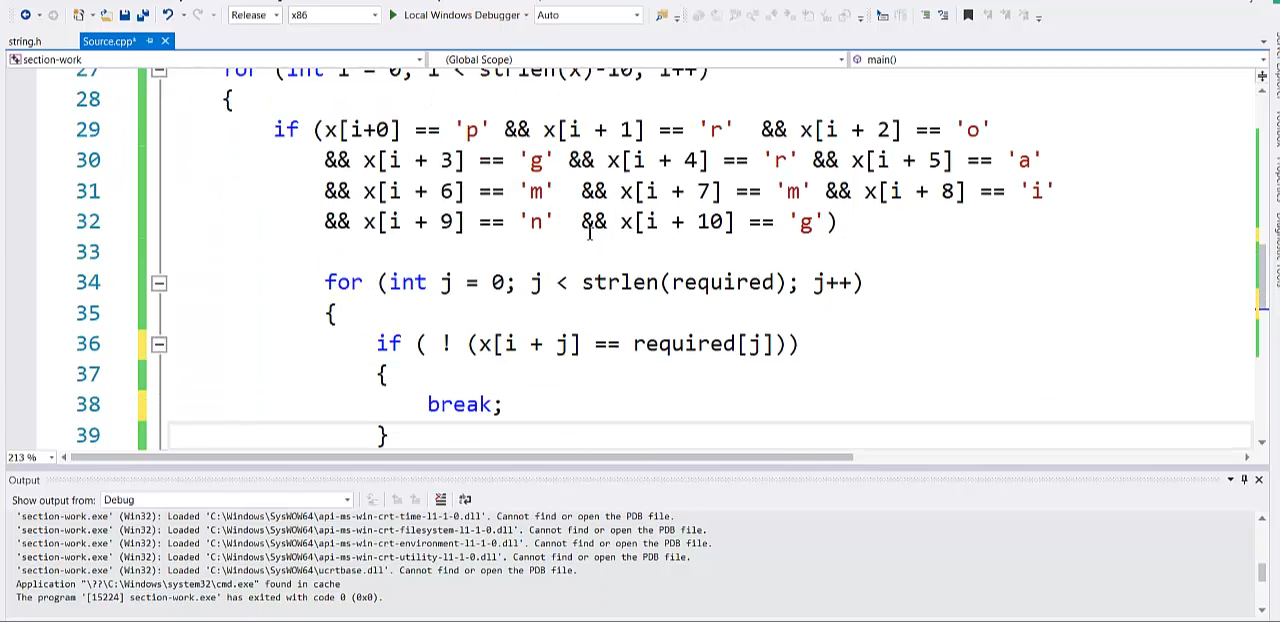 Release x86 Local Windows Debugger Auto
string.h Source.cpp*
section-work (Global Scope) main()
27 for (int i = 0; i < strlen(x)-10; i++)
28 {
29 if (x[i+0] == 'p' && x[i + 1] == 'r' && x[i + 2] == 'o'
30 && x[i + 3] == 'g' && x[i + 4] == 'r' && x[i + 5] == 'a'
31 && x[i + 6] == 'm' && x[i + 7] == 'm' && x[i + 8] == 'i'
32 && x[i + 9] == 'n' && x[i + 10] == 'g')
33
34 for (int j = 0; j < strlen(required); j++)
35 {
36 if ( ! (x[i + j] == required[j]))
37 {
38 break;
39 }
213 %
Output
Show output from: Debug
'section-work.exe' (Win32): Loaded 'C:\Windows\SysWOW64\api-ms-win-crt-time-l1-1-0.dll'. Cannot find or open the PDB file.
'section-work.exe' (Win32): Loaded 'C:\Windows\SysWOW64\api-ms-win-crt-filesystem-l1-1-0.dll'. Cannot find or open the PDB file.
'section-work.exe' (Win32): Loaded 'C:\Windows\SysWOW64\api-ms-win-crt-environment-l1-1-0.dll'. Cannot find or open the PDB file.
'section-work.exe' (Win32): Loaded 'C:\Windows\SysWOW64\api-ms-win-crt-utility-l1-1-0.dll'. Cannot find or open the PDB file.
'section-work.exe' (Win32): Loaded 'C:\Windows\SysWOW64\ucrtbase.dll'. Cannot find or open the PDB file.
Application "\??\C:\Windows\system32\cmd.exe" found in cache
The program '[15224] section-work.exe' has exited with code 0 (0x0).